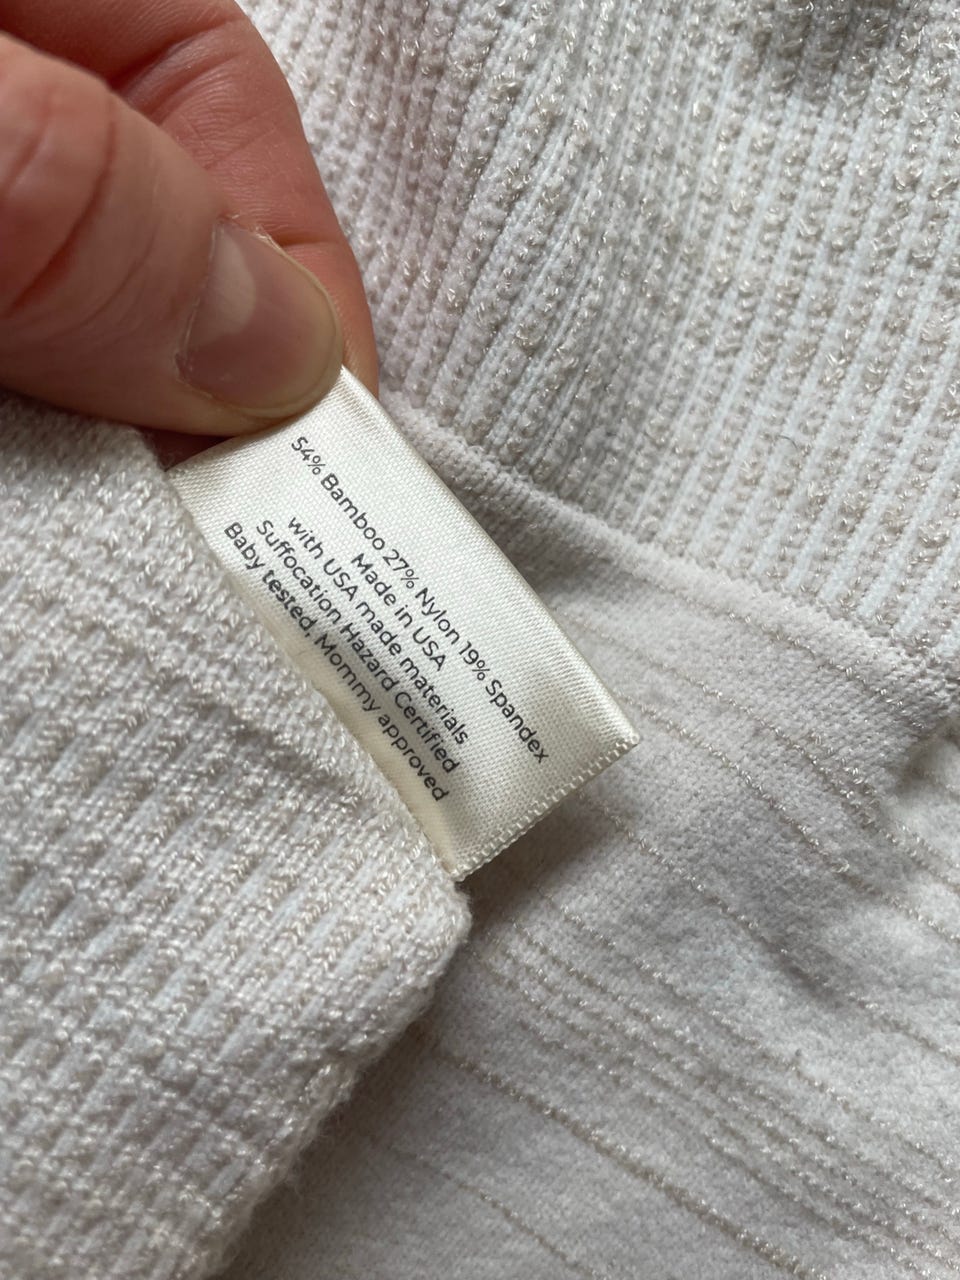 54% Bamboo 27% Nylon 19% Spandex
Made in USA
with USA made materials
Suffocation Hazard Certified
Baby tested, Mommy approved